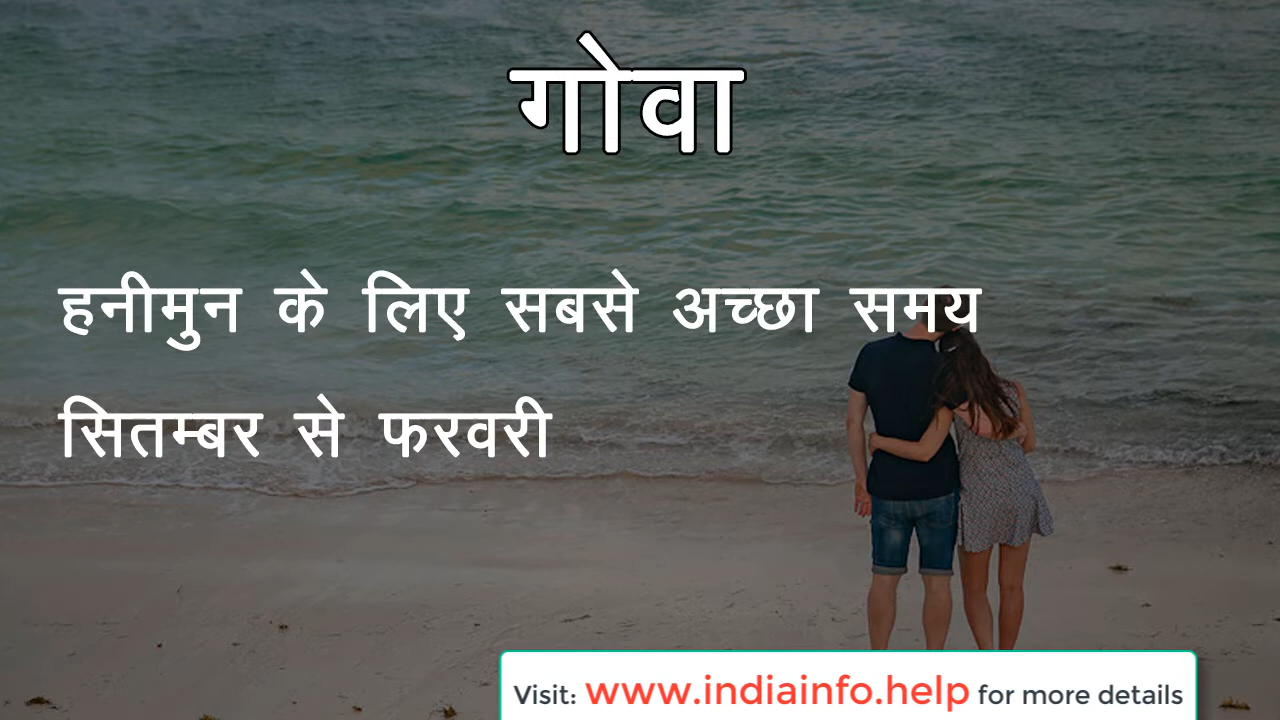 गोवा
हनीमुन के लिए सबसे अच्छा समय
सितम्बर से फरवरी
Visit: www.indiainfo.help for more details